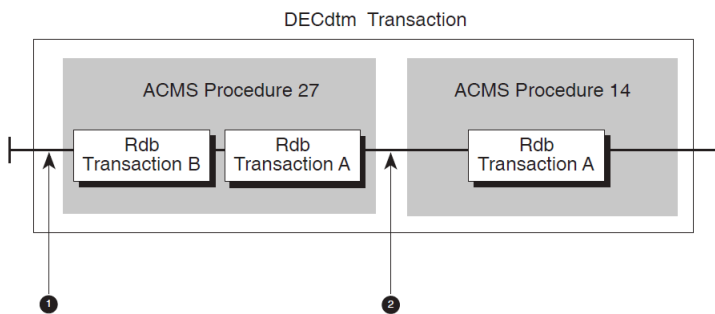 DECdtm Transaction
ACMS Procedure 27
ACMS Procedure 14
Rdb
Transaction B
Rdb
Transaction A
Rdb
Transaction A
1
2